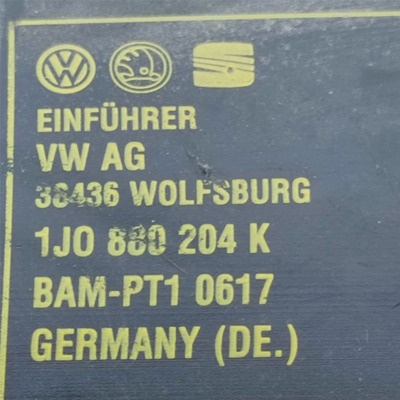 EINFÜHRER
VW AG
38436 WOLFSBURG
1J0 880 204 K
BAM-PT1 0617
GERMANY (DE.)